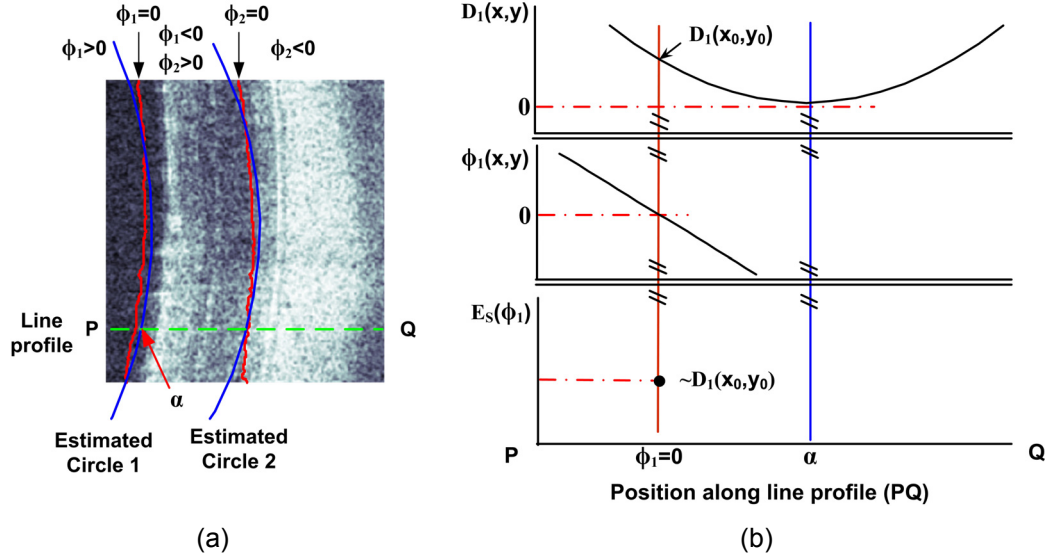 ϕ₁=0
ϕ₂=0
ϕ₁>0
ϕ₁<0
ϕ₂>0
ϕ₂<0
Line
profile
P
Q
α
Estimated
Circle 1
Estimated
Circle 2
(a)
D₁(x,y)
D₁(x₀,y₀)
0
ϕ₁(x,y)
0
E_S(ϕ₁)
~D₁(x₀,y₀)
P
ϕ₁=0
α
Q
Position along line profile (PQ)
(b)